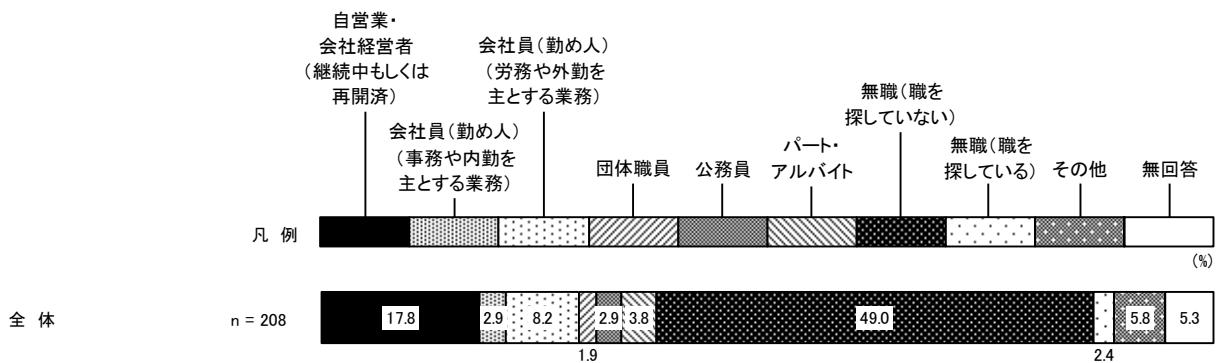 自営業・
会社経営者
(継続中もしくは
再開済)
会社員(勤め人)
(事務や内勤を
主とする業務)
会社員(勤め人)
(労務や外勤を
主とする業務)
団体職員
公務員
パート・
アルバイト
無職(職を
探していない)
無職(職を
探している)
その他
無回答
凡 例
(%)
全 体
n = 208
17.8
2.9
8.2
1.9
2.9
3.8
49.0
2.4
5.8
5.3